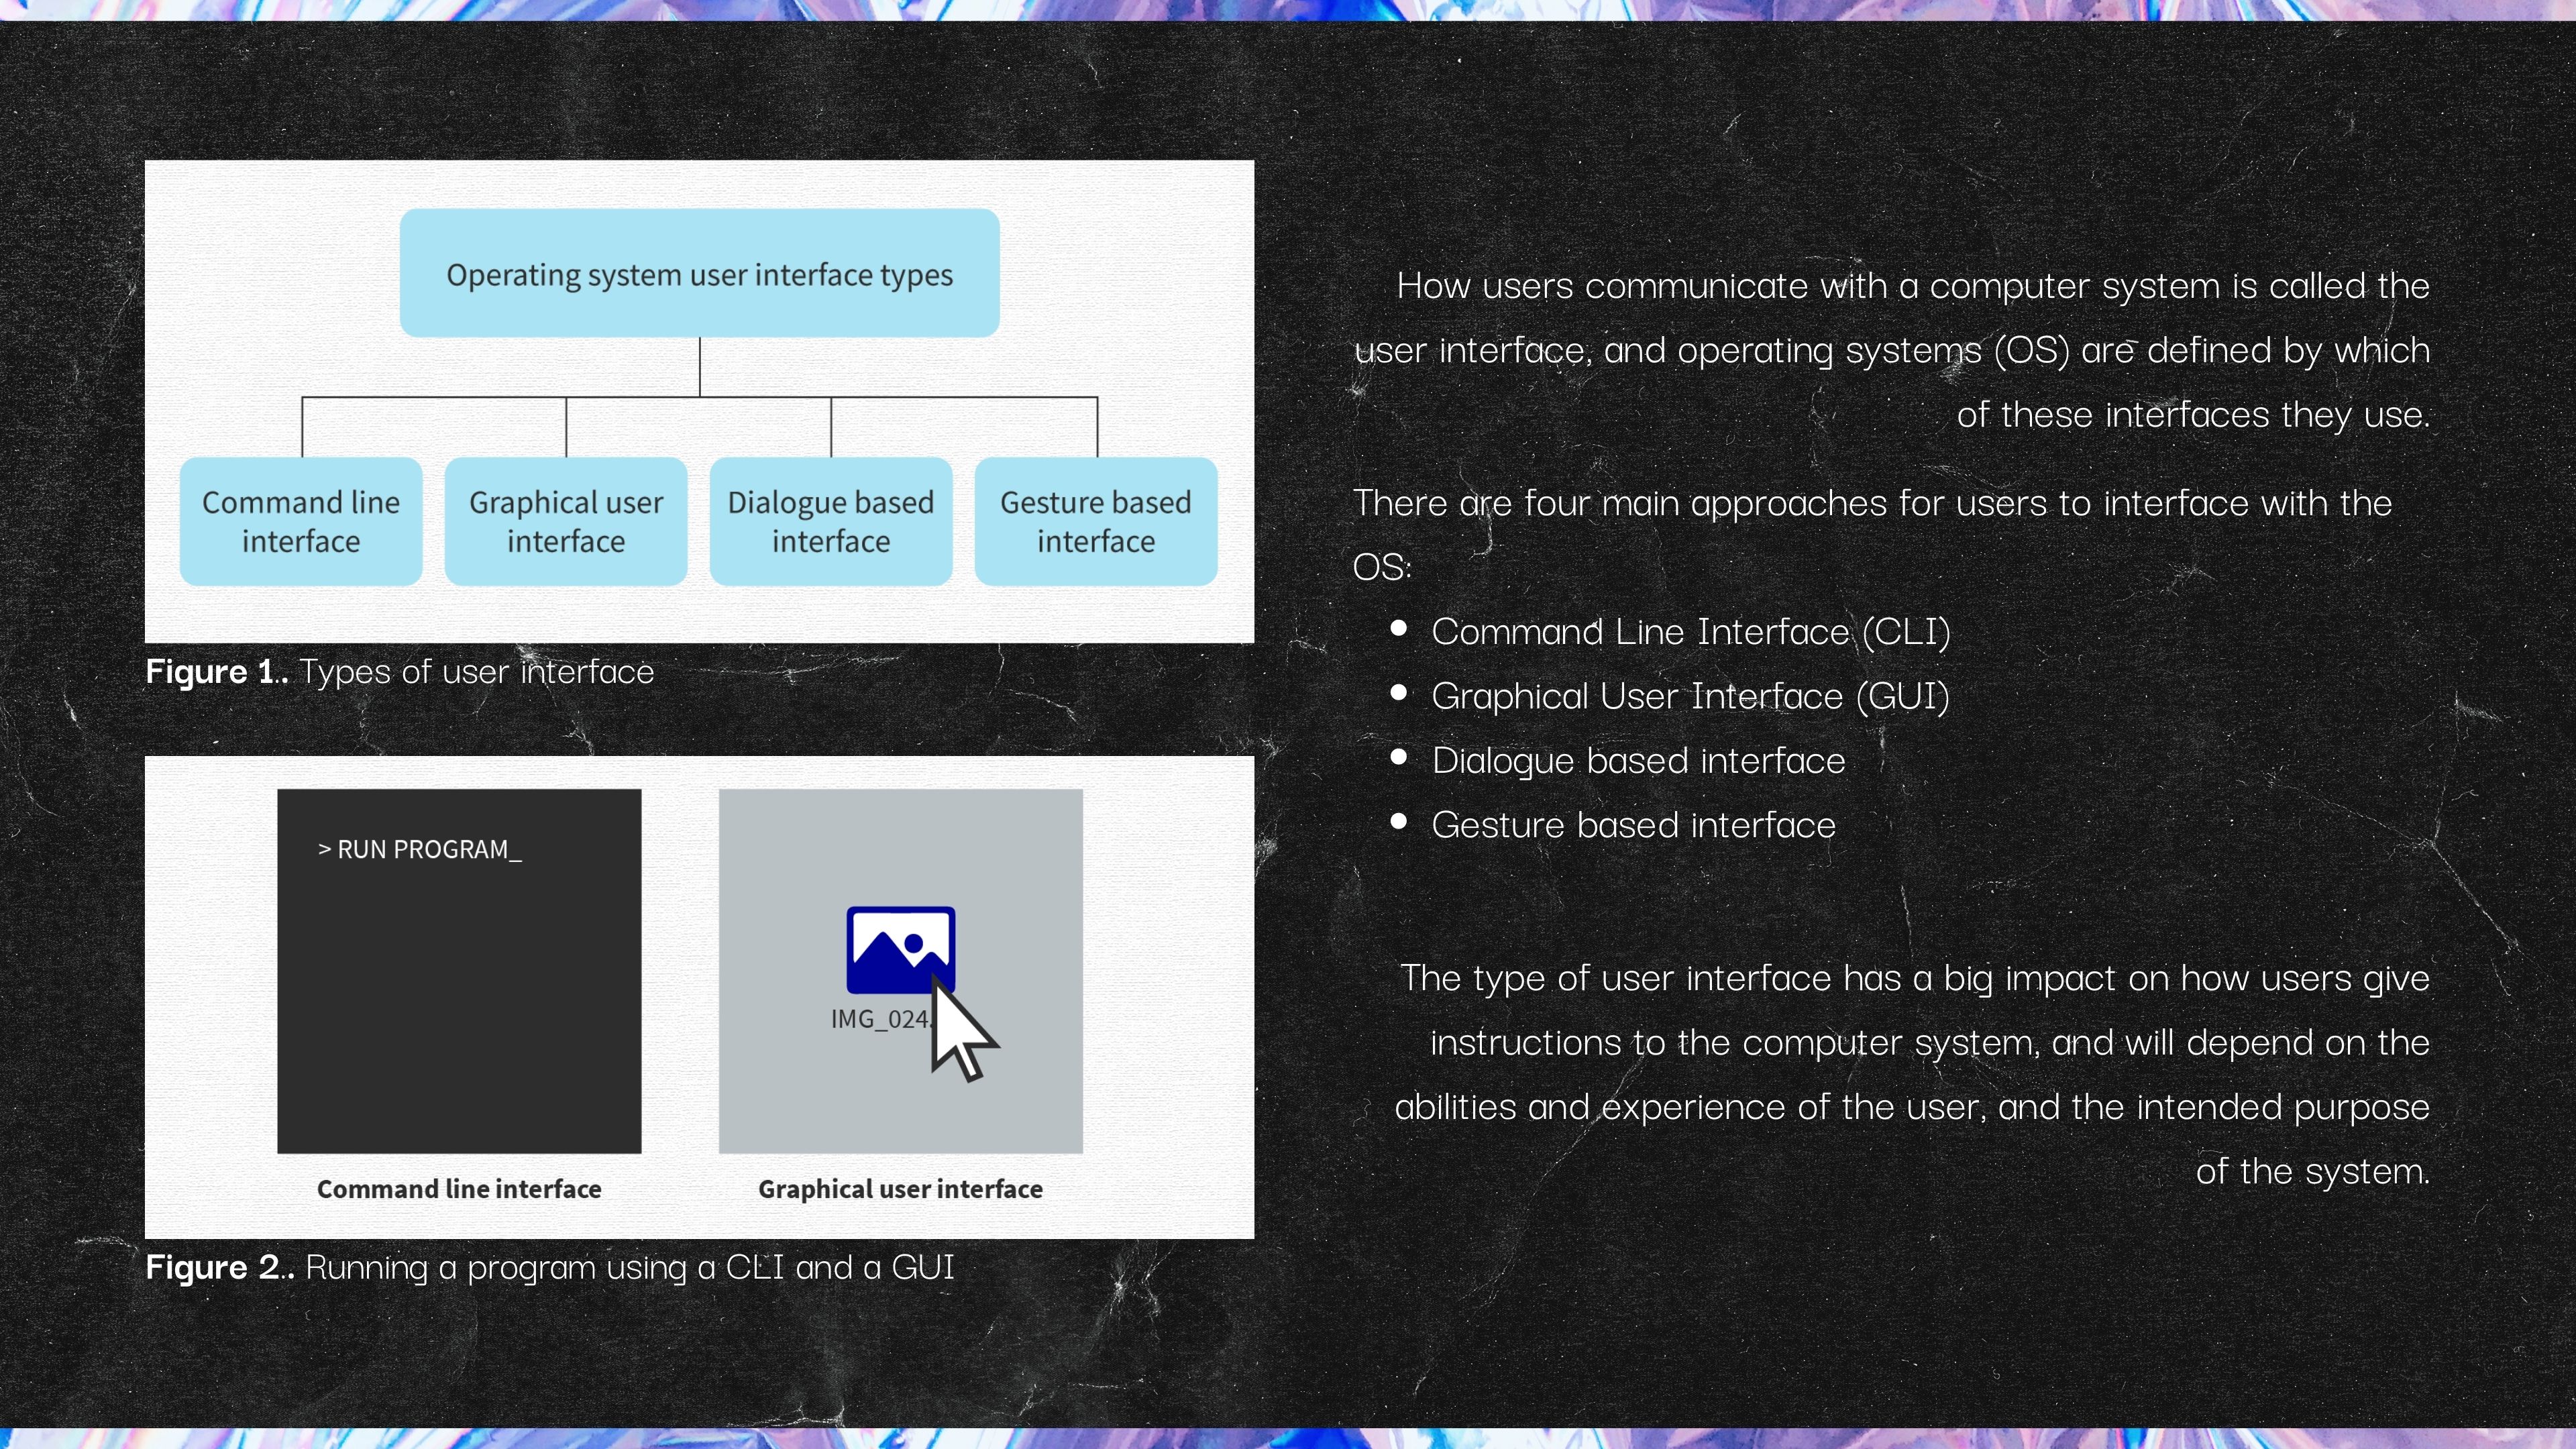 Operating system user interface types
Command line
interface
Graphical user
interface
Dialogue based
interface
Gesture based
interface
Figure 1.. Types of user interface
> RUN PROGRAM_
IMG_024.
Command line interface
Graphical user interface
Figure 2.. Running a program using a CLI and a GUI
How users communicate with a computer system is called the
user interface, and operating systems (OS) are defined by which
of these interfaces they use.
There are four main approaches for users to interface with the
OS:
• Command Line Interface (CLI)
• Graphical User Interface (GUI)
• Dialogue based interface
• Gesture based interface
The type of user interface has a big impact on how users give
instructions to the computer system, and will depend on the
abilities and experience of the user, and the intended purpose
of the system.